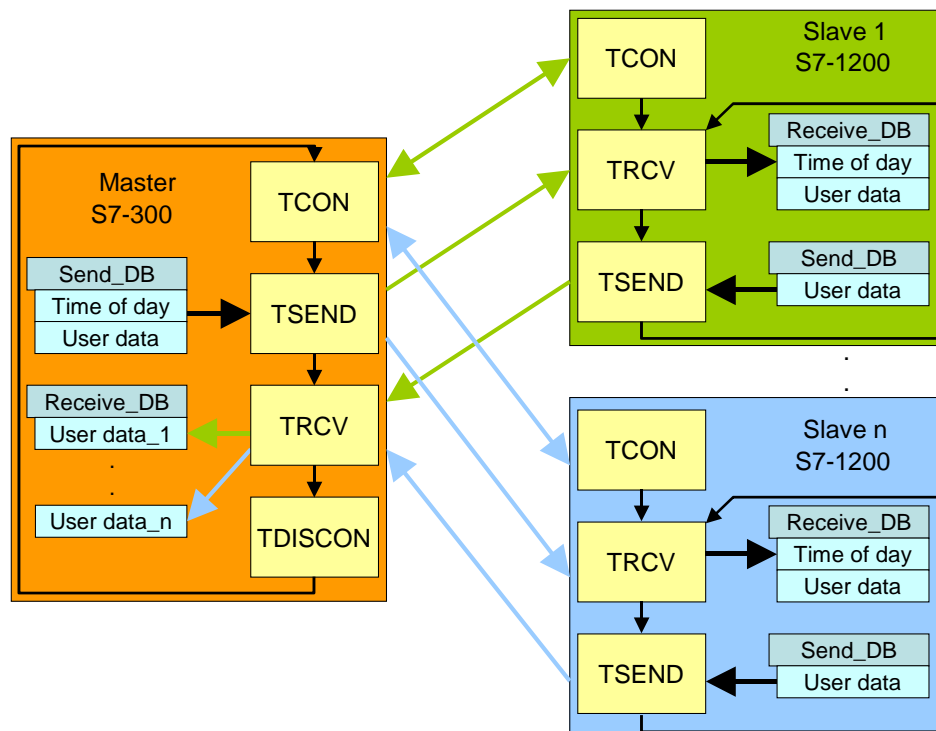 Master
S7-300
TCON
Send_DB
Time of day
User data
TSEND
Receive_DB
User data_1
.
.
User data_n
TRCV
TDISCON
Slave 1
S7-1200
TCON
TRCV
Receive_DB
Time of day
User data
TSEND
Send_DB
User data
.
.
Slave n
S7-1200
TCON
TRCV
Receive_DB
Time of day
User data
TSEND
Send_DB
User data